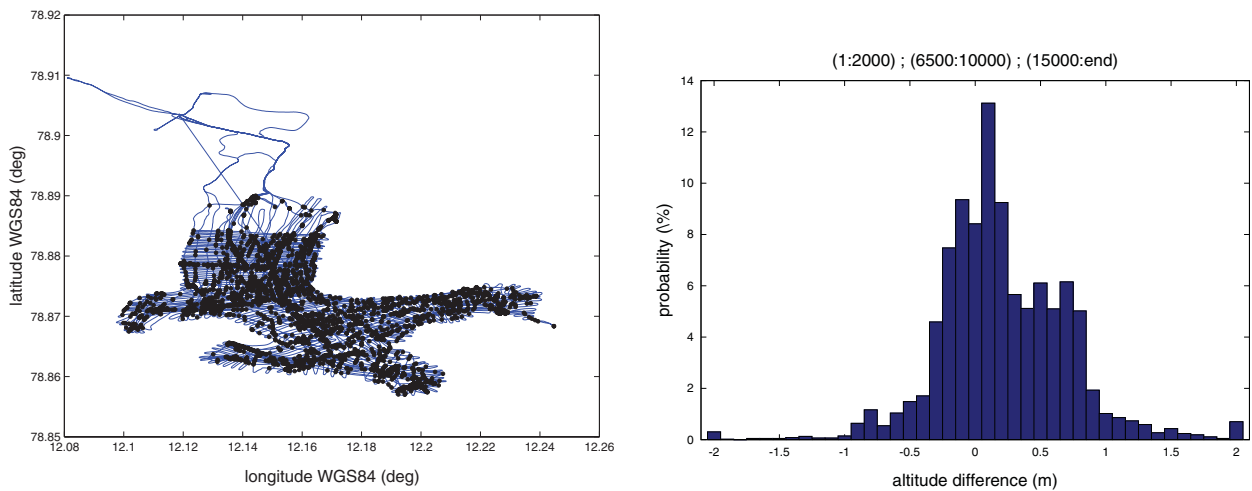 78.92
78.91
78.9
78.89
78.88
78.87
78.86
78.85
latitude WGS84 (deg)
12.08 12.1 12.12 12.14 12.16 12.18 12.2 12.22 12.24 12.26
longitude WGS84 (deg)
(1:2000) ; (6500:10000) ; (15000:end)
14
12
10
8
6
4
2
0
probability (\%)
-2 -1.5 -1 -0.5 0 0.5 1 1.5 2
altitude difference (m)